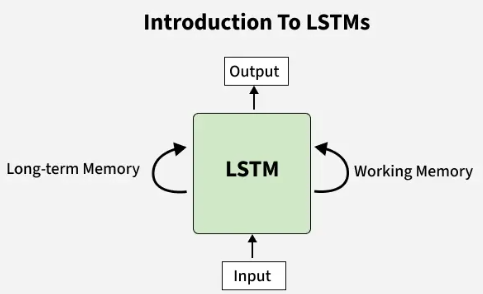 Introduction To LSTMs
Output
Long-term Memory
LSTM
Working Memory
Input